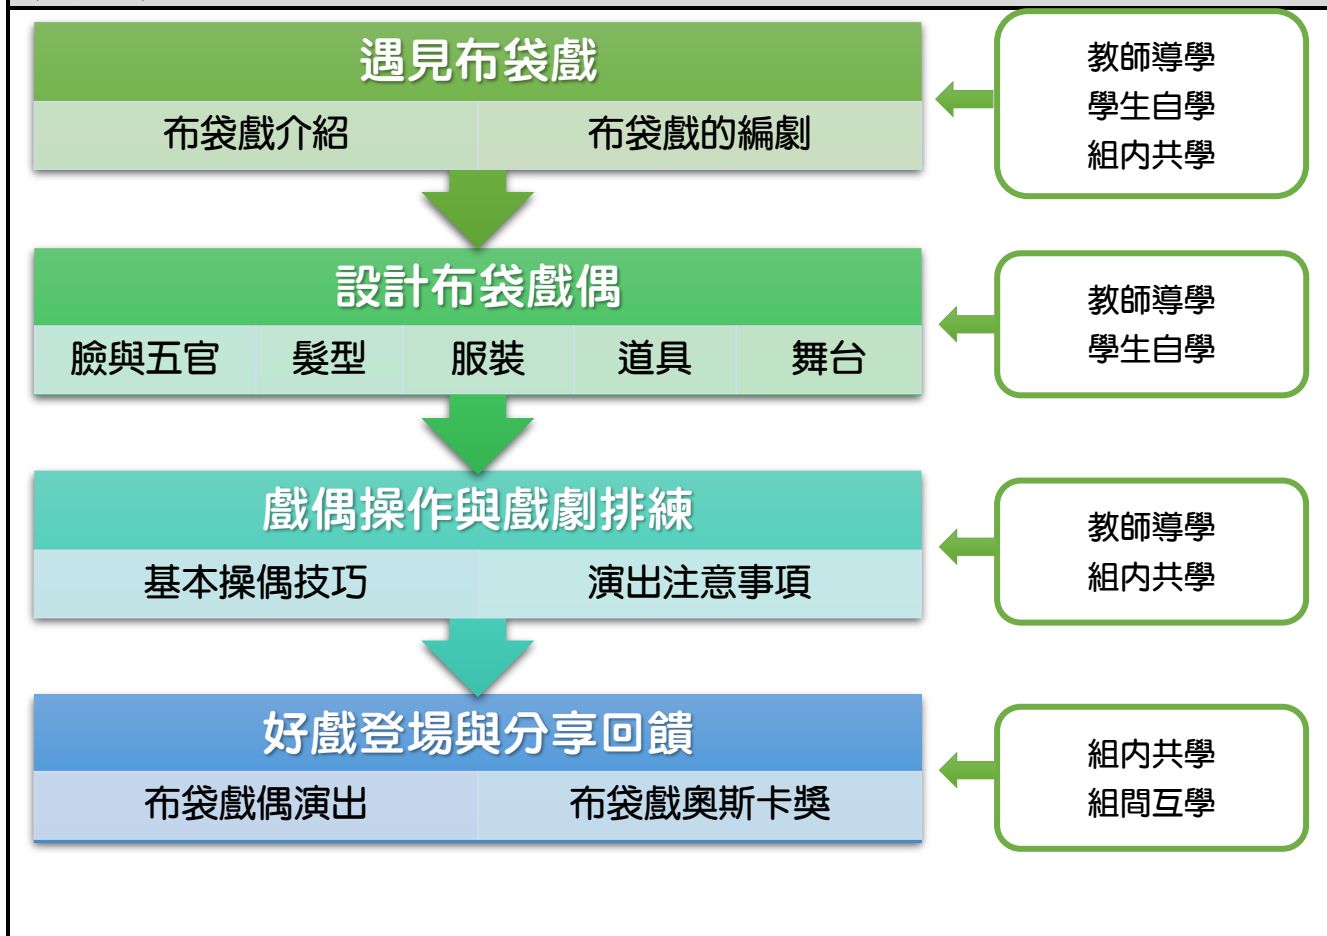 遇見布袋戲
布袋戲介紹 布袋戲的編劇
教師導學
學生自學
組內共學
設計布袋戲偶
臉與五官 髮型 服裝 道具 舞台
教師導學
學生自學
戲偶操作與戲劇排練
基本操偶技巧 演出注意事項
教師導學
組內共學
好戲登場與分享回饋
布袋戲偶演出 布袋戲奧斯卡獎
組內共學
組間互學